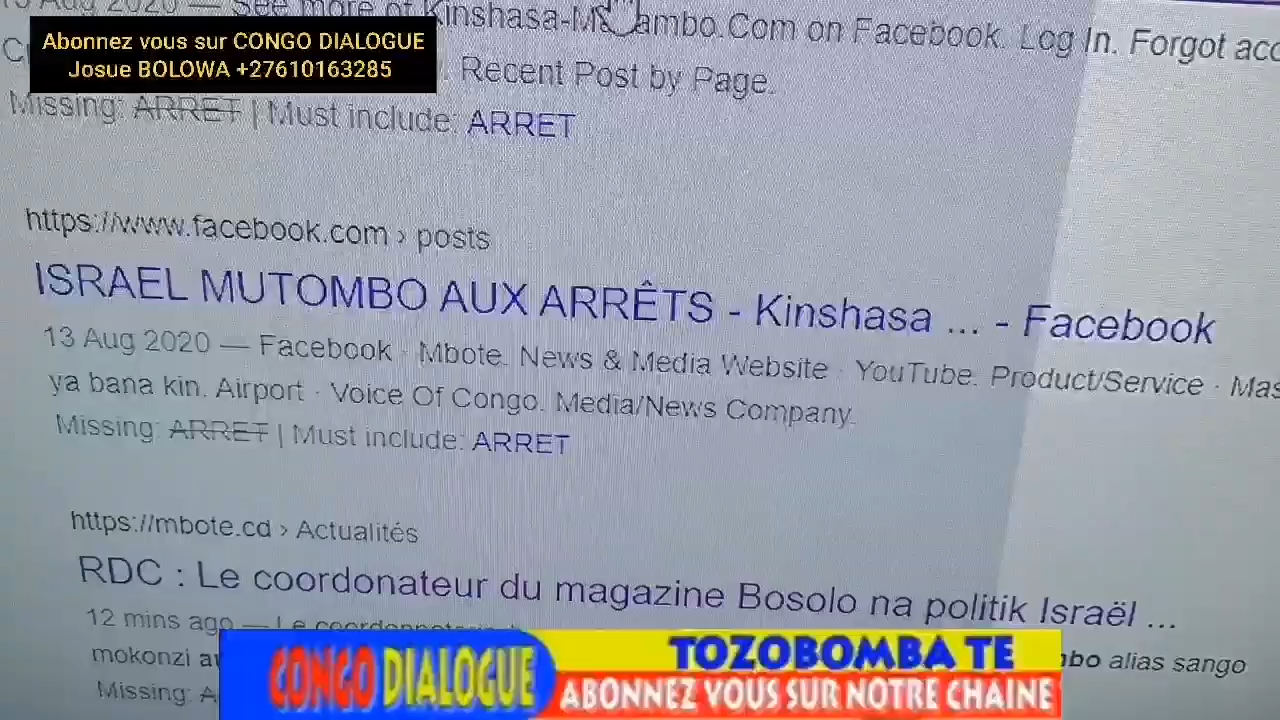 13 Aug 2020 — See more of Kinshasa-M ambo.Com on Facebook. Log In. Forgot acc
Abonnez vous sur CONGO DIALOGUE
Josue BOLOWA +27610163285
Recent Post by Page.
Missing: ARRET | Must include: ARRET
https://www.facebook.com › posts
ISRAEL MUTOMBO AUX ARRÊTS - Kinshasa ... - Facebook
13 Aug 2020 — Facebook · Mbote. News & Media Website · YouTube. Product/Service · Mas
ya bana kin. Airport · Voice Of Congo. Media/News Company.
Missing: ARRET | Must include: ARRET
https://mbote.cd › Actualités
RDC : Le coordonateur du magazine Bosolo na politik Israël ...
12 mins ago — Le coordonnateur
mokonzi bo alias sango
Missing:
CONGO DIALOGUE
TOZOBOMBA TE
ABONNEZ VOUS SUR NOTRE CHAINE